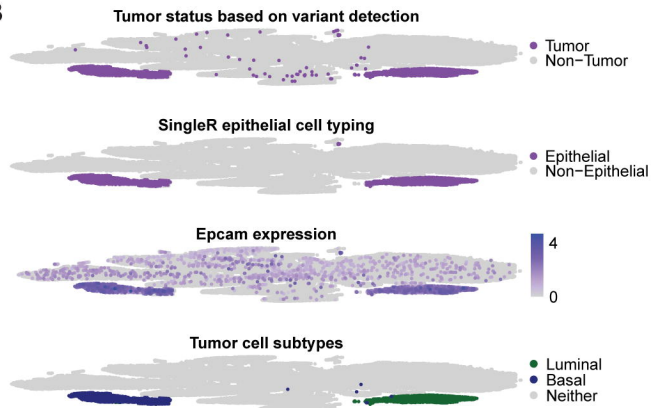 B
Tumor status based on variant detection
Tumor
Non-Tumor
SingleR epithelial cell typing
Epithelial
Non-Epithelial
Epcam expression
4
2
0
Tumor cell subtypes
Luminal
Basal
Neither